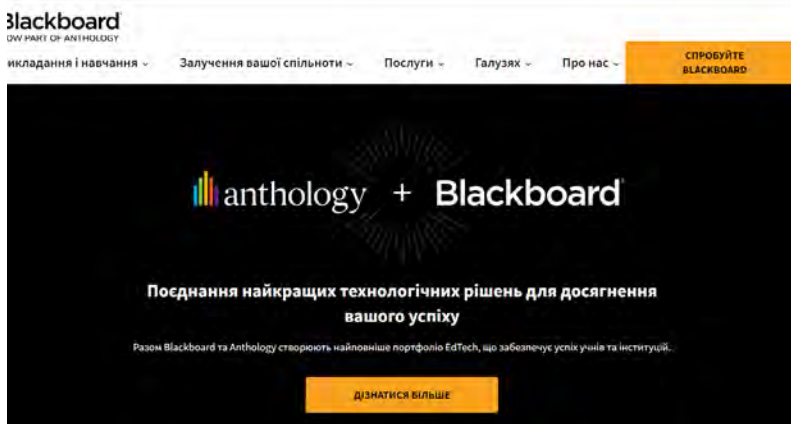 Blackboard
NOW PART OF ANTHOLOGY
икладання і навчання Залучення вашої спільноти Послуги Галузях Про нас СПРОБУЙТЕ
BLACKBOARD
anthology + Blackboard
Поєднання найкращих технологічних рішень для досягнення
вашого успіху
Разом Blackboard та Anthology створюють найповніше портфоліо EdTech, що забезпечує успіх учнів та інституцій.
ДІЗНАТИСЯ БІЛЬШЕ